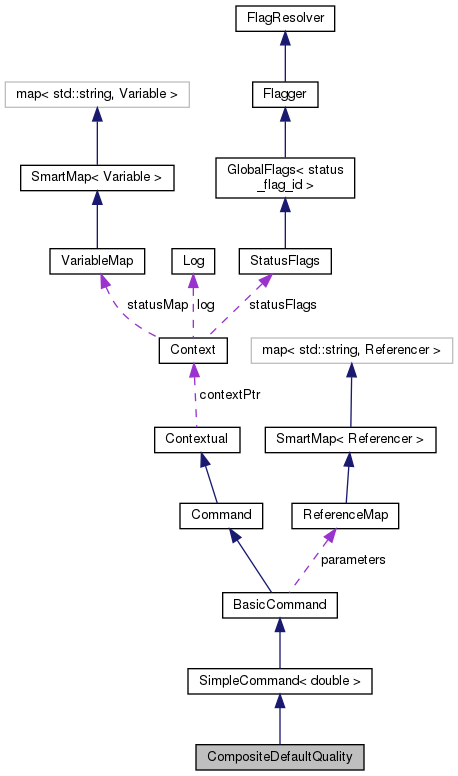 FlagResolver
map< std::string, Variable >
Flagger
SmartMap< Variable >
GlobalFlags< status
_flag_id >
VariableMap
Log
StatusFlags
statusMap
log
statusFlags
Context
map< std::string, Referencer >
contextPtr
Contextual
SmartMap< Referencer >
Command
ReferenceMap
parameters
BasicCommand
SimpleCommand< double >
CompositeDefaultQuality